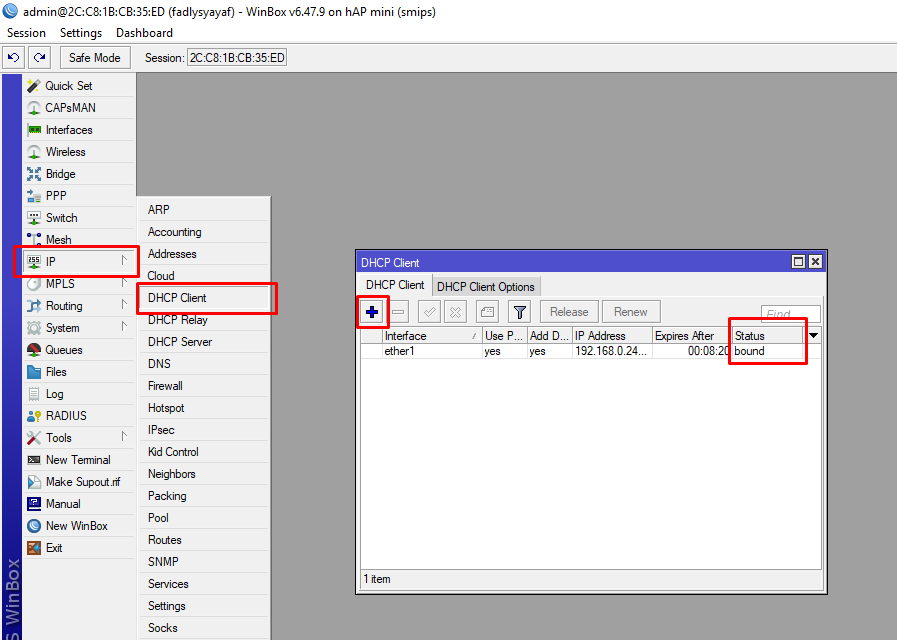 admin@2C:C8:1B:CB:35:ED (fadlysyayaf) - WinBox v6.47.9 on hAP mini (smips)
Session Settings Dashboard
Safe Mode Session: 2C:C8:1B:CB:35:ED
Quick Set
CAPsMAN
Interfaces
Wireless
Bridge
PPP
Switch
Mesh
IP
MPLS
Routing
System
Queues
Files
Log
RADIUS
Tools
New Terminal
Make Supout.rif
Manual
New WinBox
Exit
S WinBox
ARP
Accounting
Addresses
Cloud
DHCP Client
DHCP Relay
DHCP Server
DNS
Firewall
Hotspot
IPsec
Kid Control
Neighbors
Packing
Pool
Routes
SNMP
Services
Settings
Socks
DHCP Client
DHCP Client DHCP Client Options
Release Renew Find
Interface Use P... Add D... IP Address Expires After Status
ether1 yes yes 192.168.0.24... 00:08:20 bound
1 item